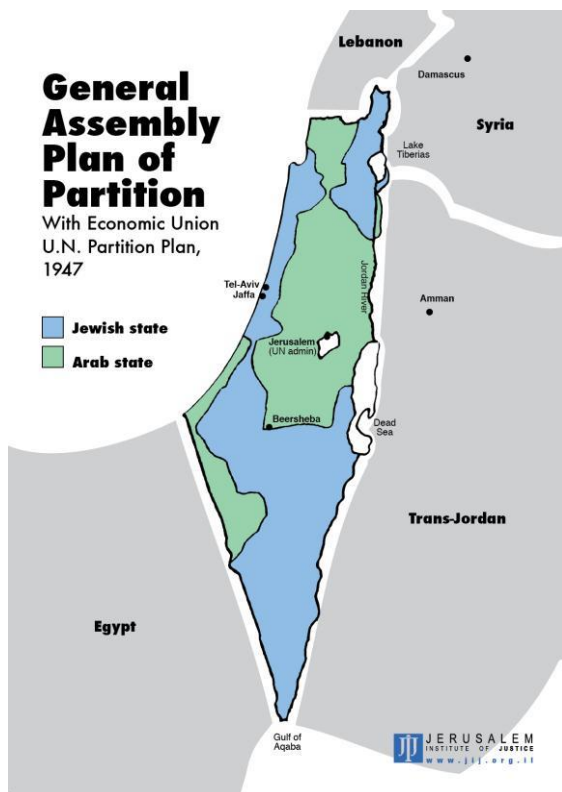 General
Assembly
Plan of
Partition
With Economic Union
U.N. Partition Plan,
1947
Jewish state
Arab state
Lebanon
Damascus
Syria
Lake
Tiberias
Tel-Aviv
Jaffa
Jordan River
Amman
Jerusalem
(UN admin)
Beersheba
Dead
Sea
Trans-Jordan
Egypt
Gulf of
Aqaba
JIJ
JERUSALEM
INSTITUTE OF JUSTICE
www.jij.org.il